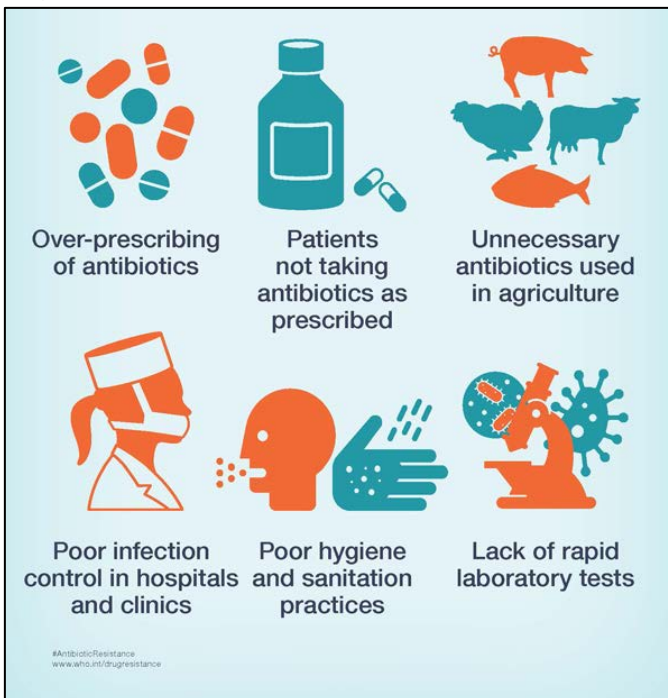 Over-prescribing
of antibiotics
Patients
not taking
antibiotics as
prescribed
Unnecessary
antibiotics used
in agriculture
Poor infection
control in hospitals
and clinics
Poor hygiene
and sanitation
practices
Lack of rapid
laboratory tests
#AntibioticResistance
www.who.int/drugresistance